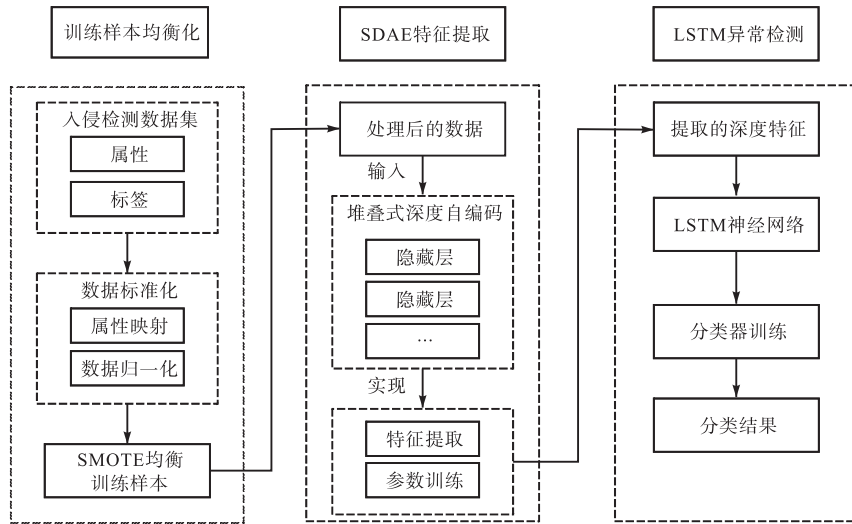 训练样本均衡化
SDAE特征提取
LSTM异常检测
入侵检测数据集
属性
标签
数据标准化
属性映射
数据归一化
SMOTE均衡
训练样本
处理后的数据
输入
堆叠式深度自编码
隐藏层
隐藏层
…
实现
特征提取
参数训练
提取的深度特征
LSTM神经网络
分类器训练
分类结果